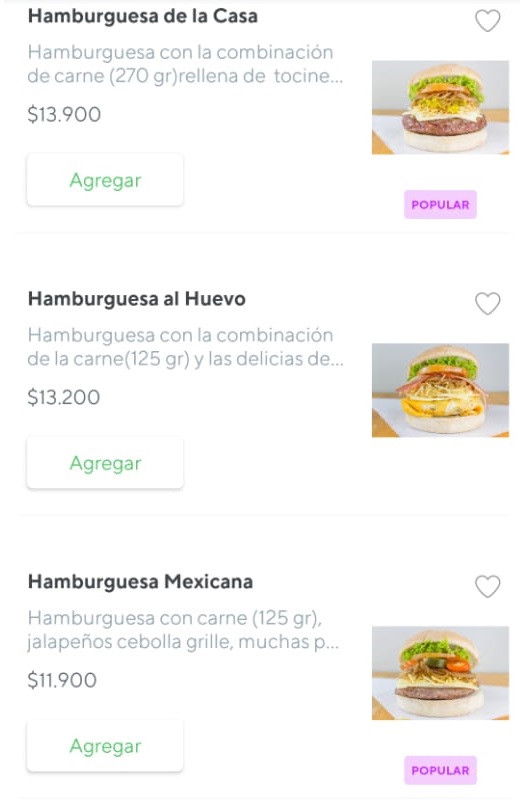 Hamburguesa de la Casa
Hamburguesa con la combinación
de carne (270 gr)rellena de tocine...
$13.900
Agregar
POPULAR
Hamburguesa al Huevo
Hamburguesa con la combinación
de la carne(125 gr) y las delicias de...
$13.200
Agregar
Hamburguesa Mexicana
Hamburguesa con carne (125 gr),
jalapeños cebolla grille, muchas p...
$11.900
Agregar
POPULAR